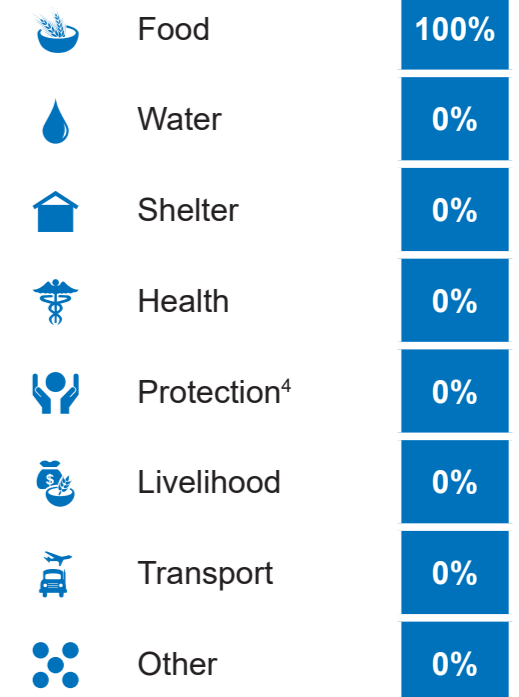 Food 100%
Water 0%
Shelter 0%
Health 0%
Protection⁴ 0%
$ Livelihood 0%
Transport 0%
Other 0%